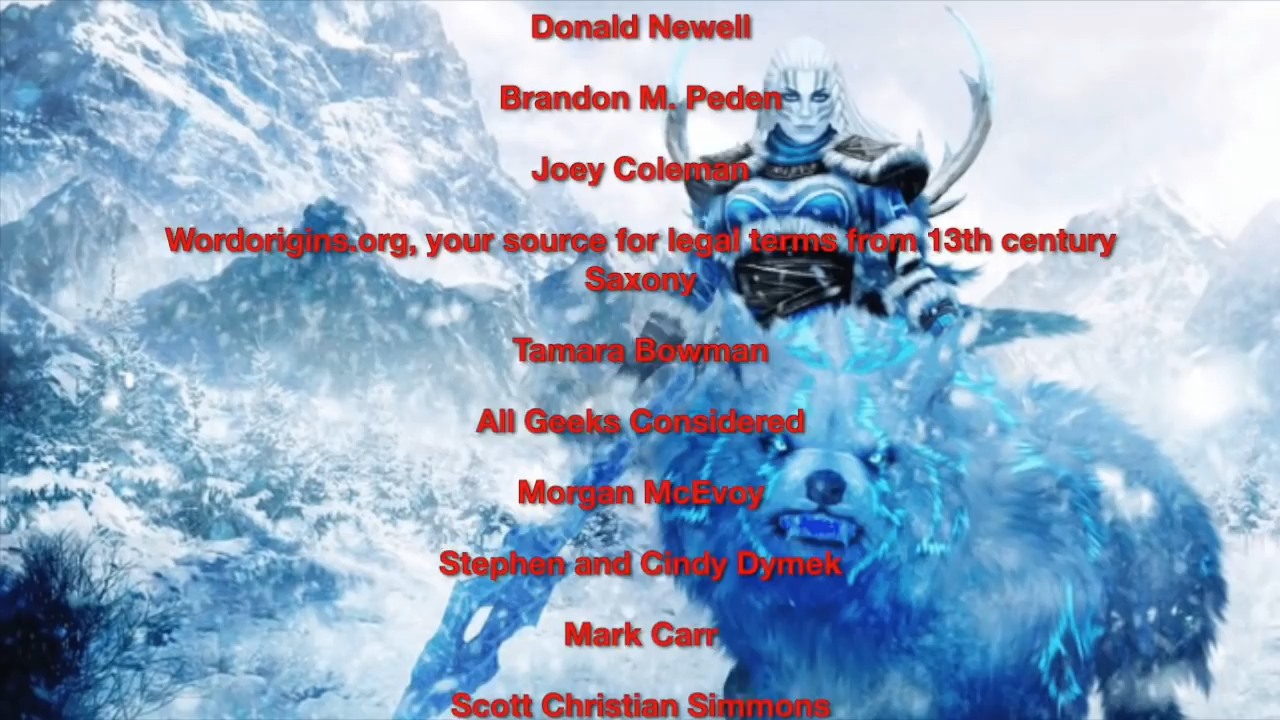 Donald Newell
Brandon M. Peden
Joey Coleman
Wordorigins.org, your source for legal terms from 13th century
Saxony
Tamara Bowman
All Geeks Considered
Morgan McEvoy
Stephen and Cindy Dymek
Mark Carr
Scott Christian Simmons